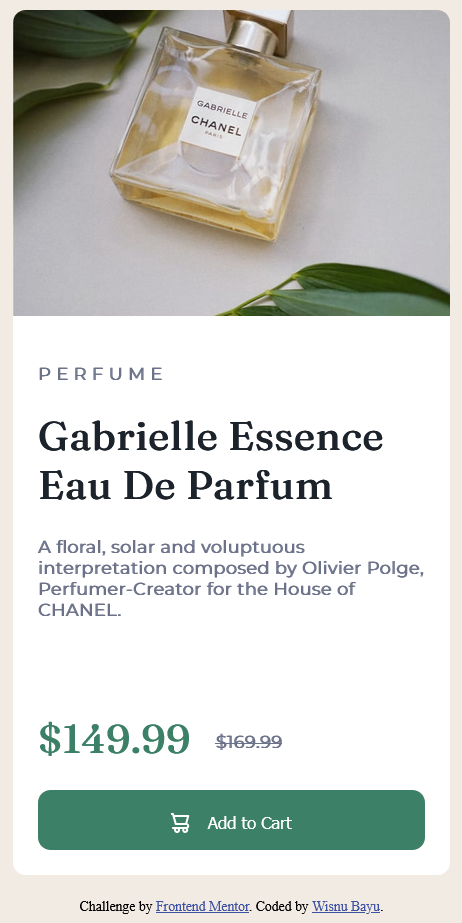 GABRIELLE
CHANEL
PARIS
PERFUME
Gabrielle Essence
Eau De Parfum
A floral, solar and voluptuous
interpretation composed by Olivier Polge,
Perfumer-Creator for the House of
CHANEL.
$149.99 $169.99
Add to Cart
Challenge by Frontend Mentor. Coded by Wisnu Bayu.